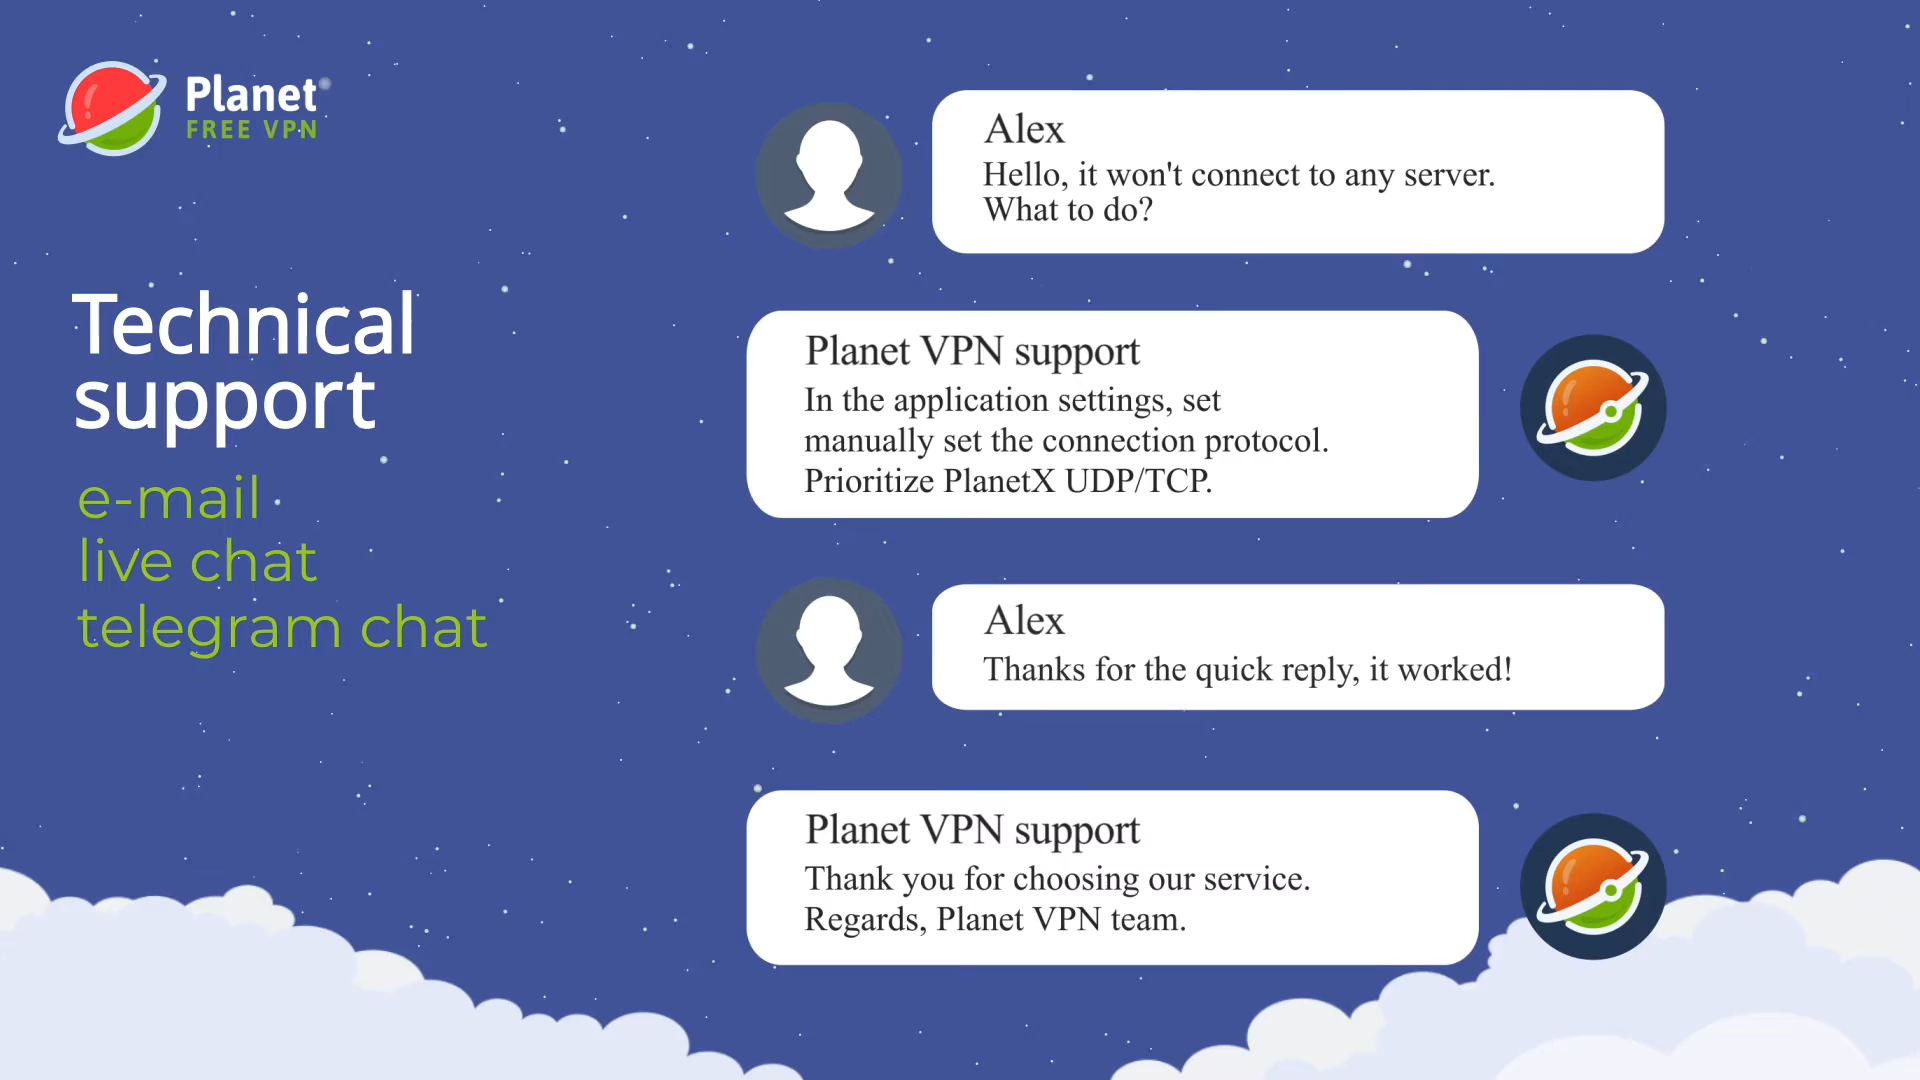 Planet
FREE VPN
Technical
support
e-mail
live chat
telegram chat
Alex
Hello, it won't connect to any server.
What to do?
Planet VPN support
In the application settings, set
manually set the connection protocol.
Prioritize PlanetX UDP/TCP.
Alex
Thanks for the quick reply, it worked!
Planet VPN support
Thank you for choosing our service.
Regards, Planet VPN team.